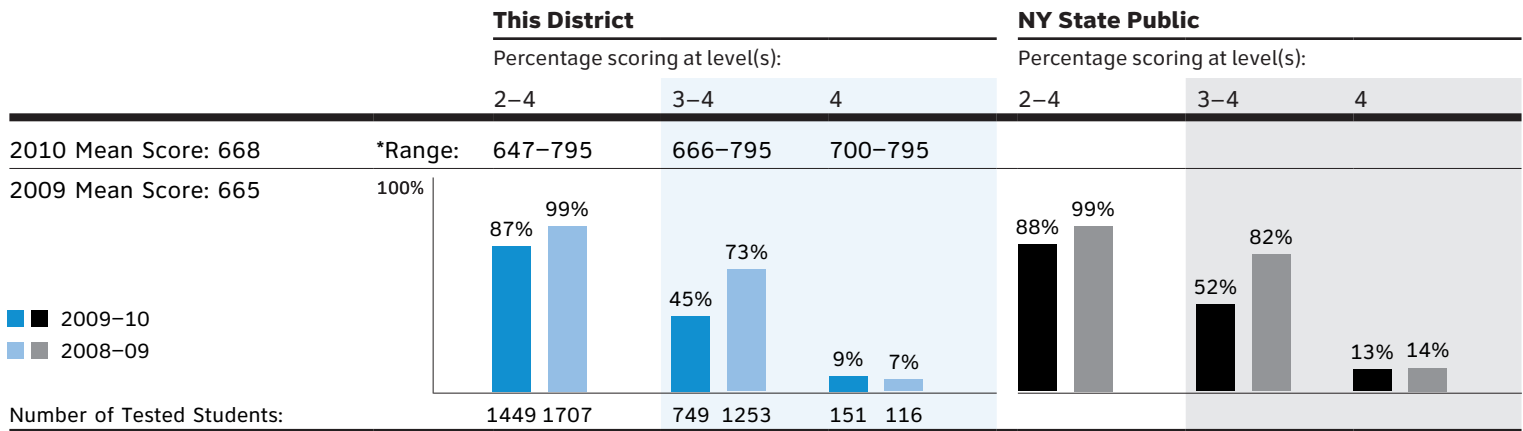 This District NY State Public
Percentage scoring at level(s): Percentage scoring at level(s):
2–4 3–4 4 2–4 3–4 4
2010 Mean Score: 668 *Range: 647–795 666–795 700–795
2009 Mean Score: 665 100%
99% 99%
87% 88%
73% 82%
45% 52%
9% 7% 13% 14%
2009–10
2008–09
Number of Tested Students: 1449 1707 749 1253 151 116